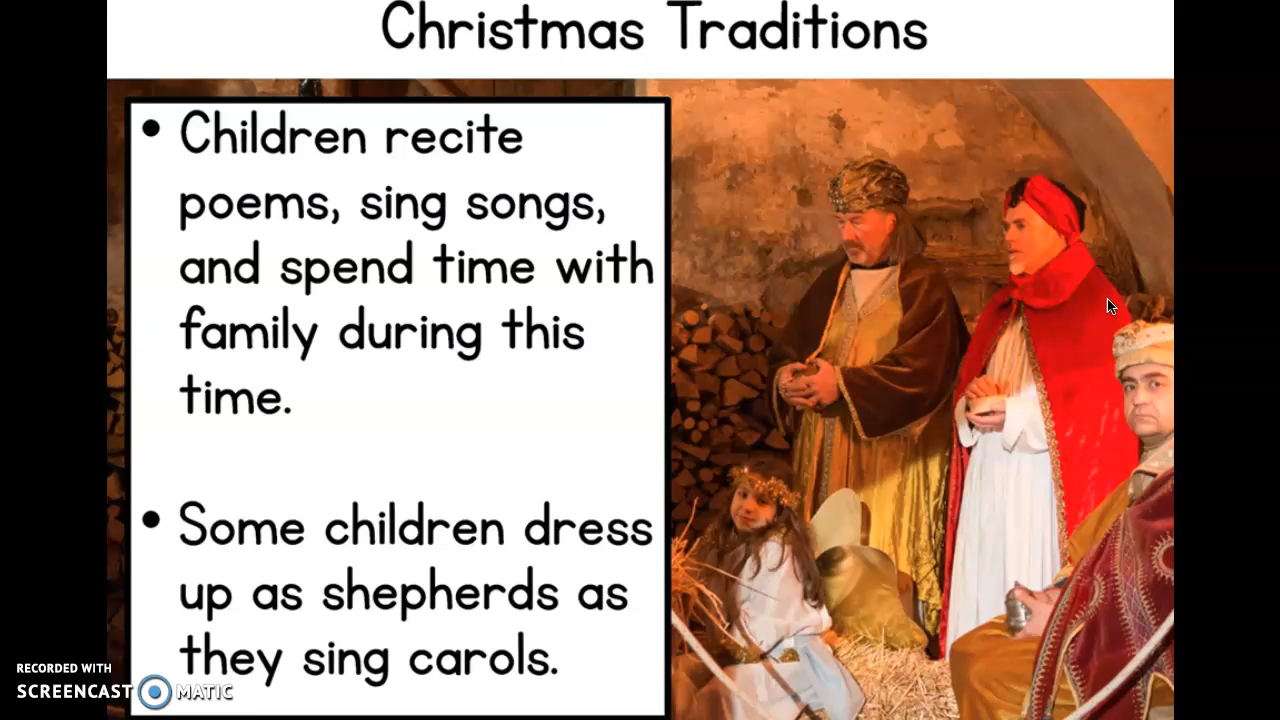 Christmas Traditions
• Children recite
poems, sing songs,
and spend time with
family during this
time.
• Some children dress
up as shepherds as
they sing carols.
RECORDED WITH
SCREENCAST MATIC